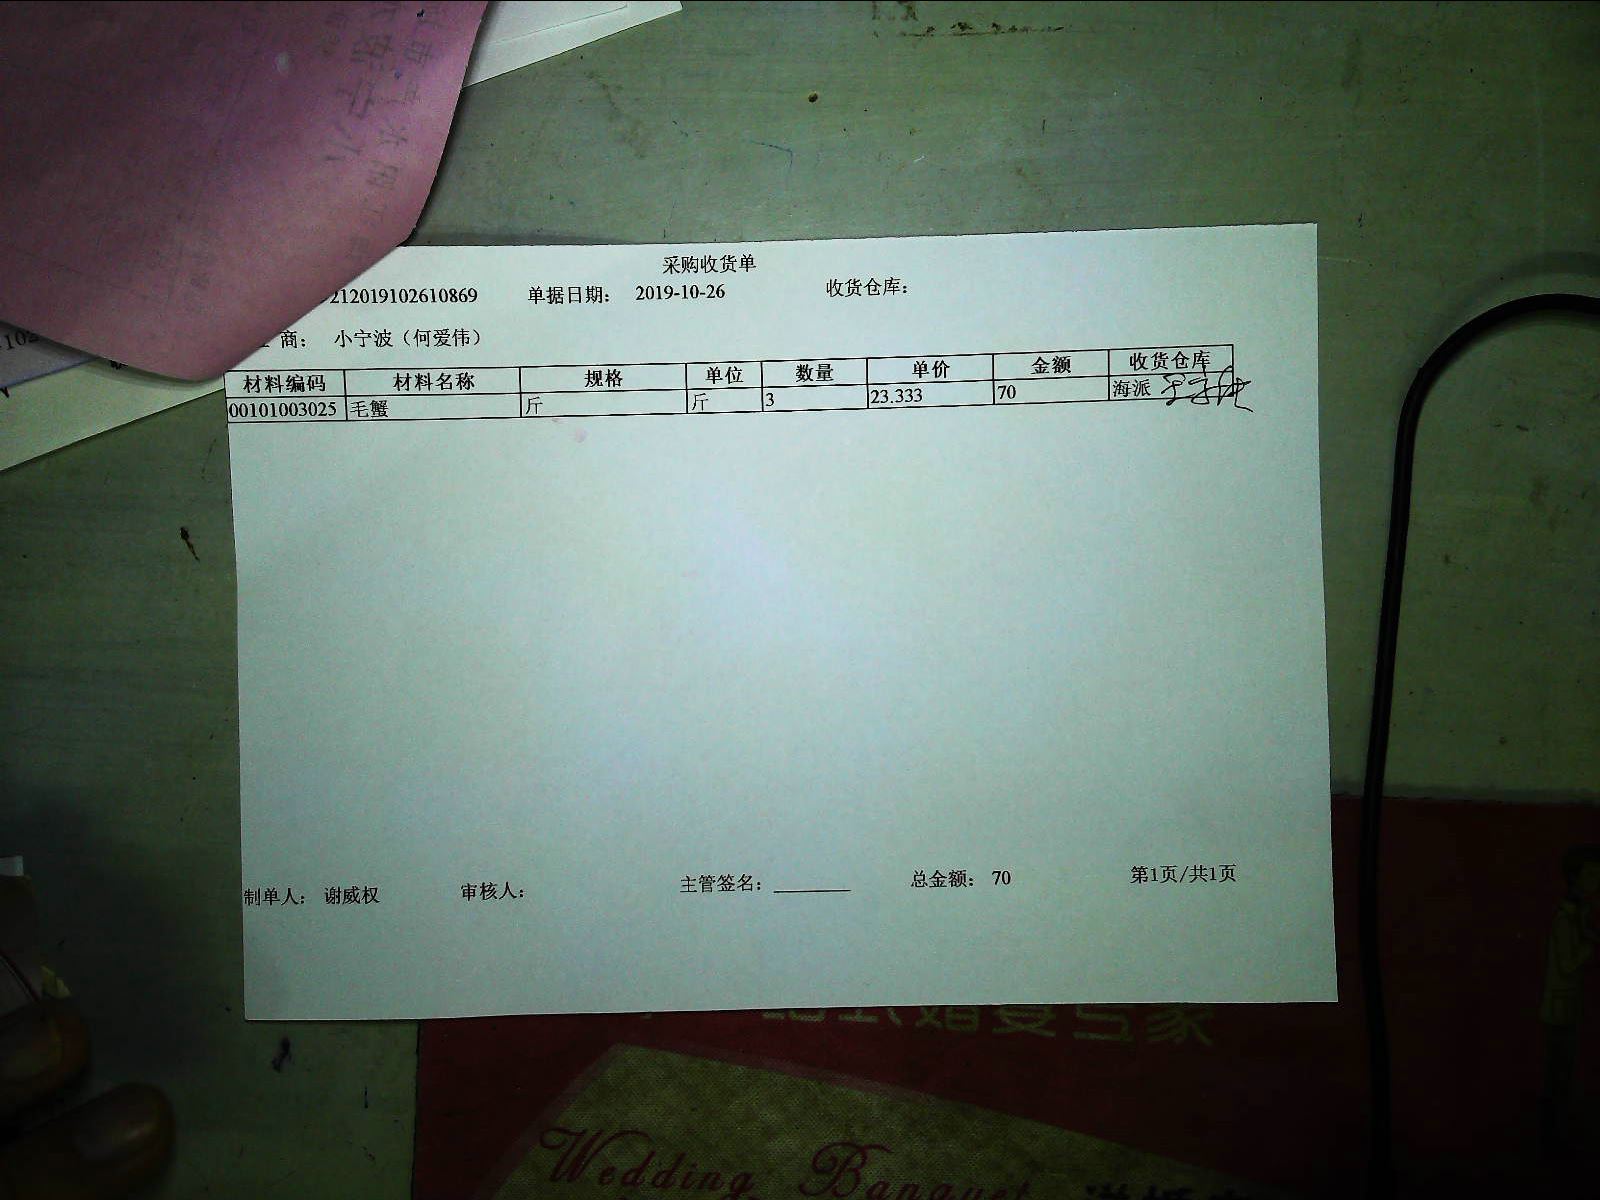 采购收货单
212019102610869 单据日期： 2019-10-26 收货仓库：
商： 小宁波（何爱伟）
材料编码 材料名称 规格 单位 数量 单价 金额 收货仓库
00101003025 毛蟹 斤 斤 3 23.333 70 海派
制单人： 谢威权 审核人： 主管签名： 总金额： 70 第1页/共1页
Wedding Banquet